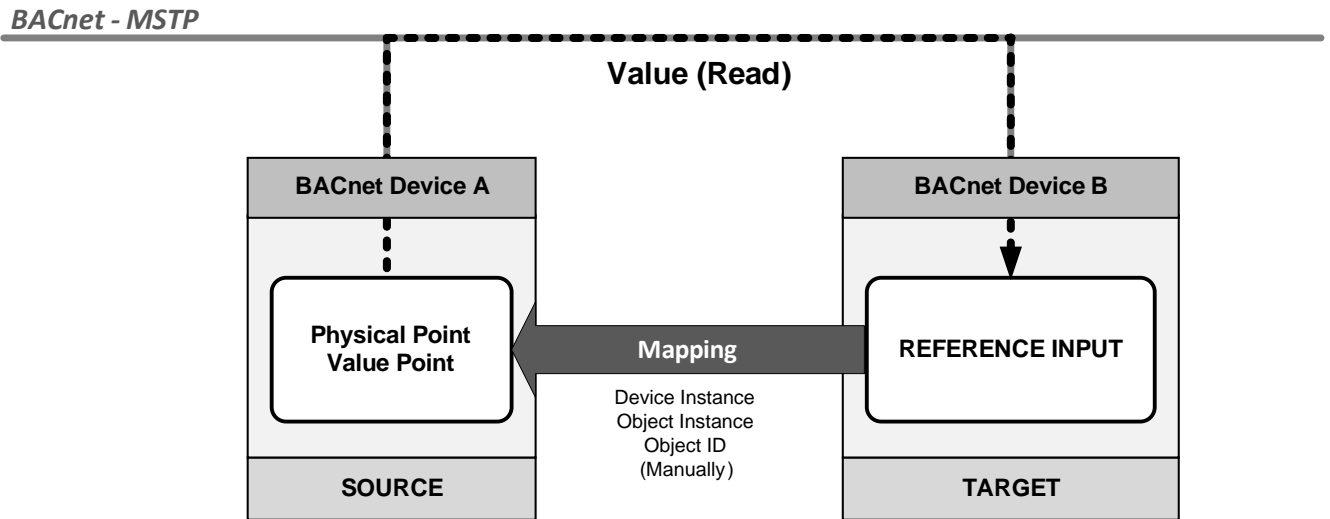 BACnet - MSTP
Value (Read)
BACnet Device A
BACnet Device B
Physical Point
Value Point
Mapping
REFERENCE INPUT
Device Instance
Object Instance
Object ID
(Manually)
SOURCE
TARGET